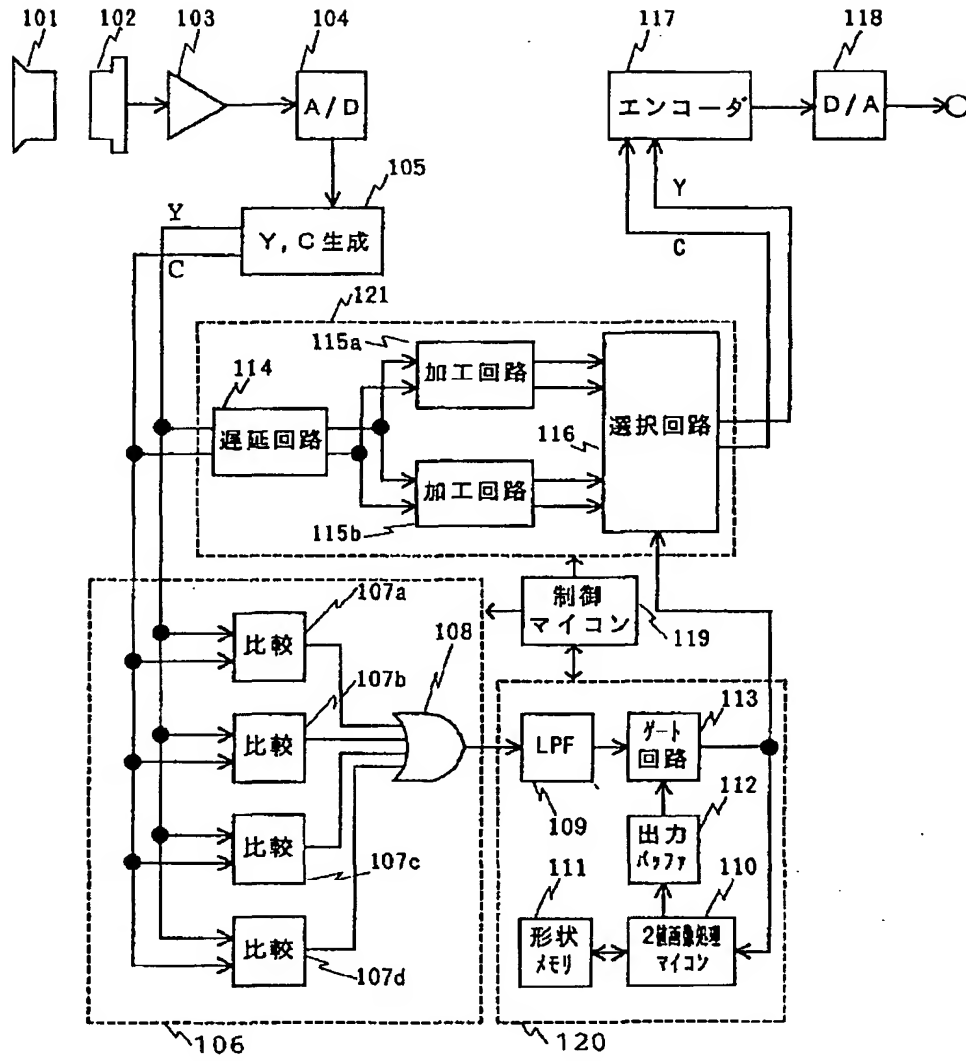 101
102
103
104
117
118
A/D
エンコーダ
D/A
105
Y
Y,C生成
C
Y
C
121
115a
加工回路
114
遅延回路
116
選択回路
加工回路
115b
107a
比較
108
制御
マイコン
119
107b
比較
LPF
ゲート
回路
113
109
112
比較
107c
出力
バッファ
111
110
比較
107d
形状
メモリ
2値画像処理
マイコン
106
120